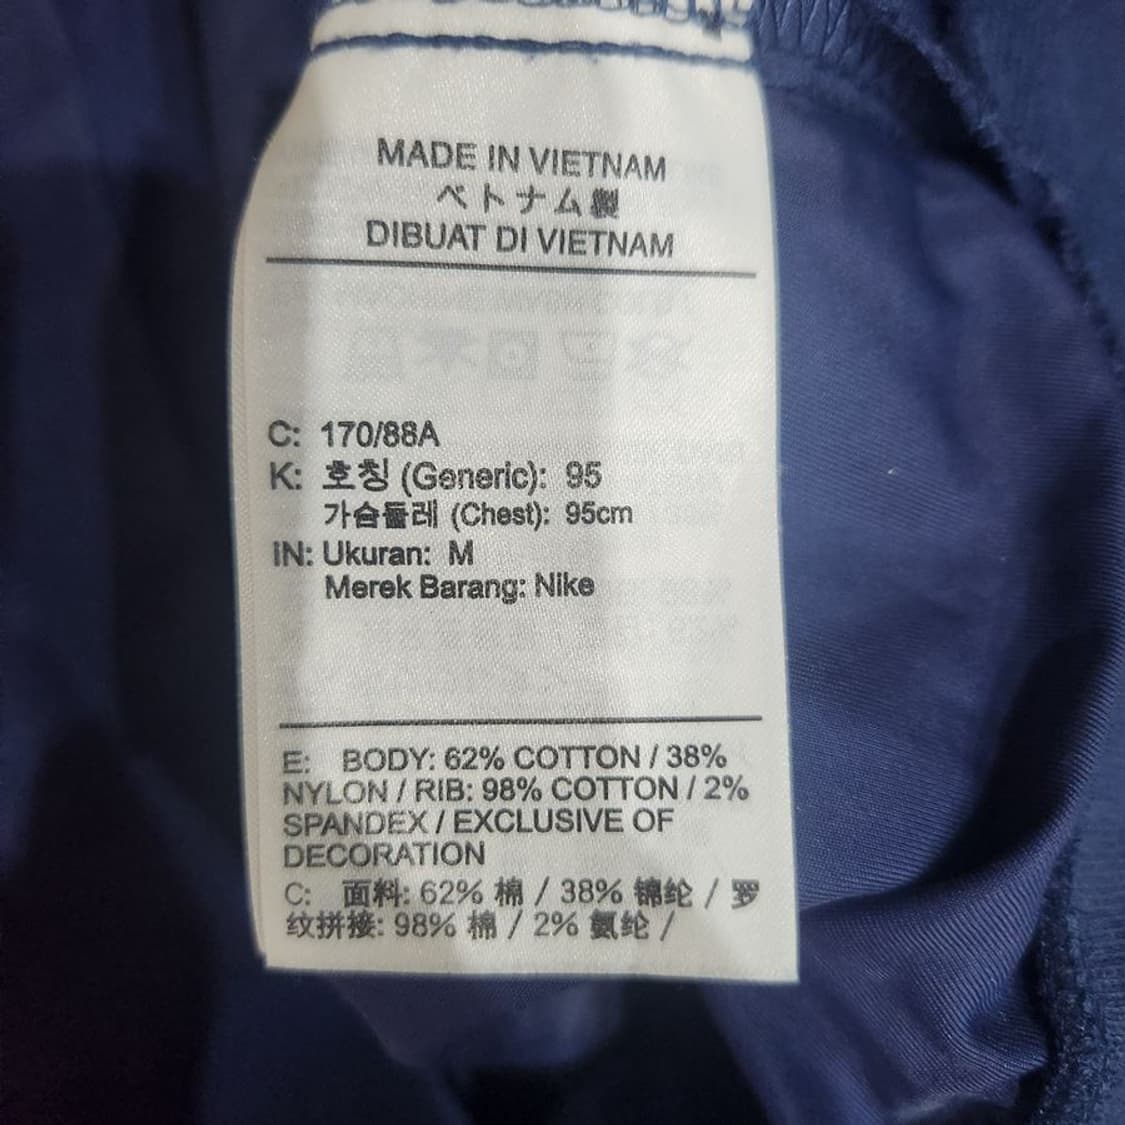 MADE IN VIETNAM
ベトナム製
DIBUAT DI VIETNAM
C: 170/88A
K: 호칭 (Generic): 95
가슴둘레 (Chest): 95cm
IN: Ukuran: M
Merek Barang: Nike
E: BODY: 62% COTTON / 38%
NYLON / RIB: 98% COTTON / 2%
SPANDEX / EXCLUSIVE OF
DECORATION
C: 面料: 62% 棉 / 38% 锦纶 / 罗
纹拼接: 98% 棉 / 2% 氨纶 /